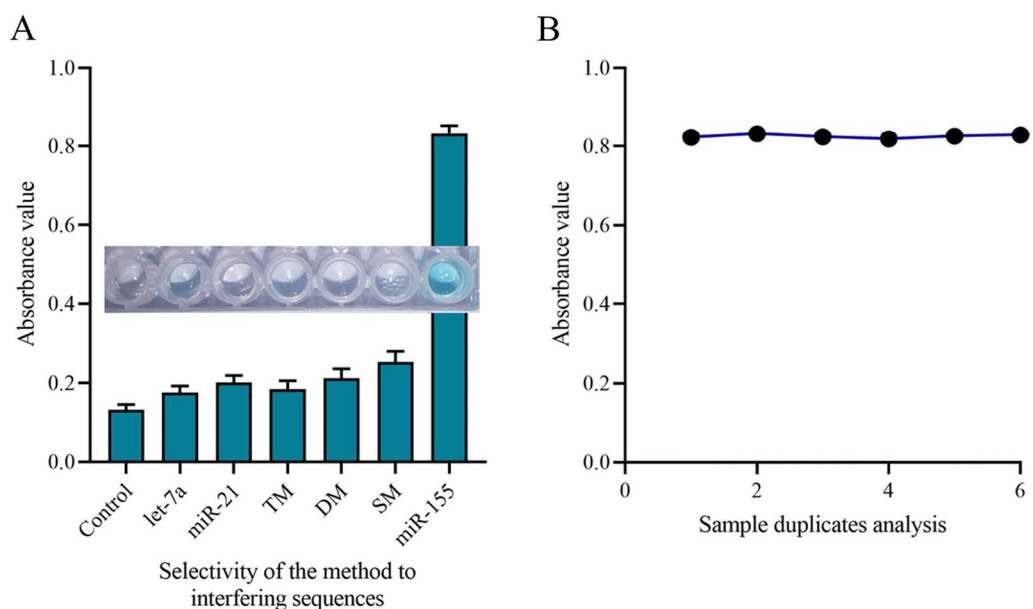 A
1.0
0.8
0.6
0.4
0.2
0.0
Absorbance value
Control
let-7a
miR-21
TM
DM
SM
miR-155
Selectivity of the method to
interfering sequences
B
1.0
0.8
0.6
0.4
0.2
0.0
Absorbance value
0
2
4
6
Sample duplicates analysis